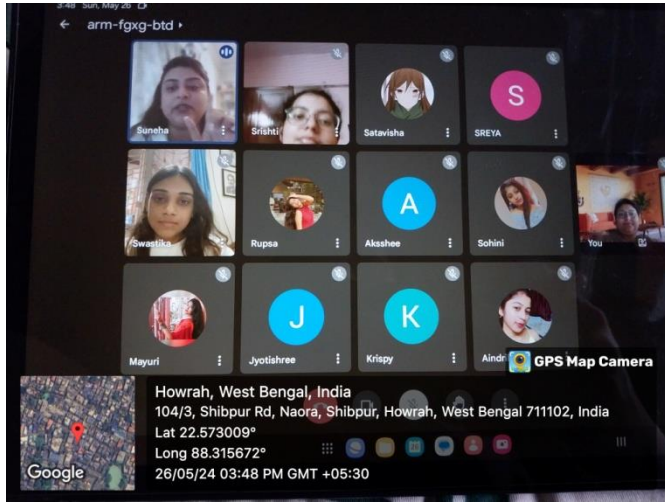 3:48 Sun, May 26
← arm-fgxg-btd
Suneha
Srishti
Satavisha
S
SREYA
Swastika
Rupsa
A
Aksshee
Sohini
You
Mayuri
J
Jyotishree
K
Krispy
Aindri
GPS Map Camera
Howrah, West Bengal, India
104/3, Shibpur Rd, Naora, Shibpur, Howrah, West Bengal 711102, India
Lat 22.573009°
Long 88.315672°
26/05/24 03:48 PM GMT +05:30
Google